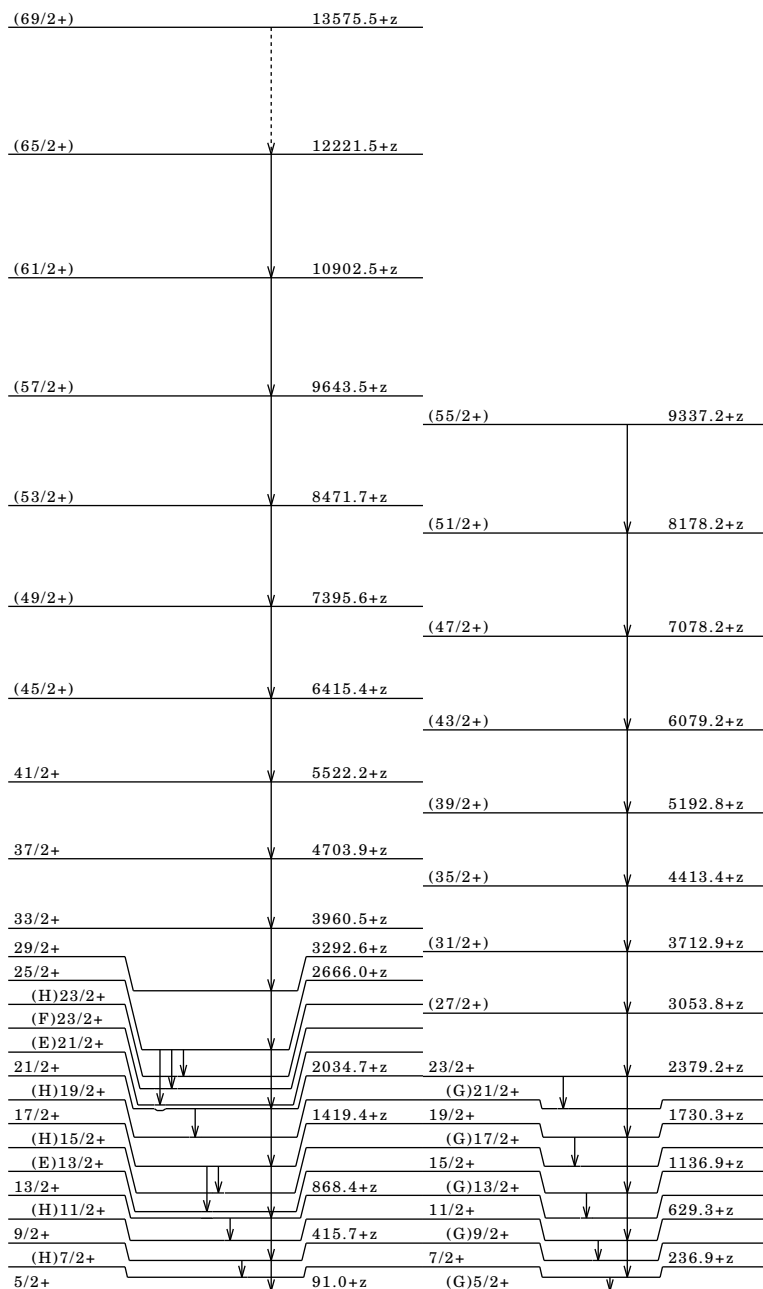 (69/2+) 13575.5+z
(65/2+) 12221.5+z
(61/2+) 10902.5+z
(57/2+) 9643.5+z
(55/2+) 9337.2+z
(53/2+) 8471.7+z
(51/2+) 8178.2+z
(49/2+) 7395.6+z
(47/2+) 7078.2+z
(45/2+) 6415.4+z
(43/2+) 6079.2+z
41/2+ 5522.2+z
(39/2+) 5192.8+z
37/2+ 4703.9+z
(35/2+) 4413.4+z
33/2+ 3960.5+z
29/2+ 3292.6+z
(31/2+) 3712.9+z
25/2+ 2666.0+z
(H)23/2+
(27/2+) 3053.8+z
(F)23/2+
(E)21/2+
21/2+ 2034.7+z
23/2+ 2379.2+z
(H)19/2+
(G)21/2+
17/2+ 1419.4+z
19/2+ 1730.3+z
(H)15/2+
(G)17/2+
(E)13/2+
15/2+ 1136.9+z
13/2+ 868.4+z
(G)13/2+
(H)11/2+
11/2+ 629.3+z
9/2+ 415.7+z
(G)9/2+
(H)7/2+
7/2+ 236.9+z
5/2+ 91.0+z
(G)5/2+